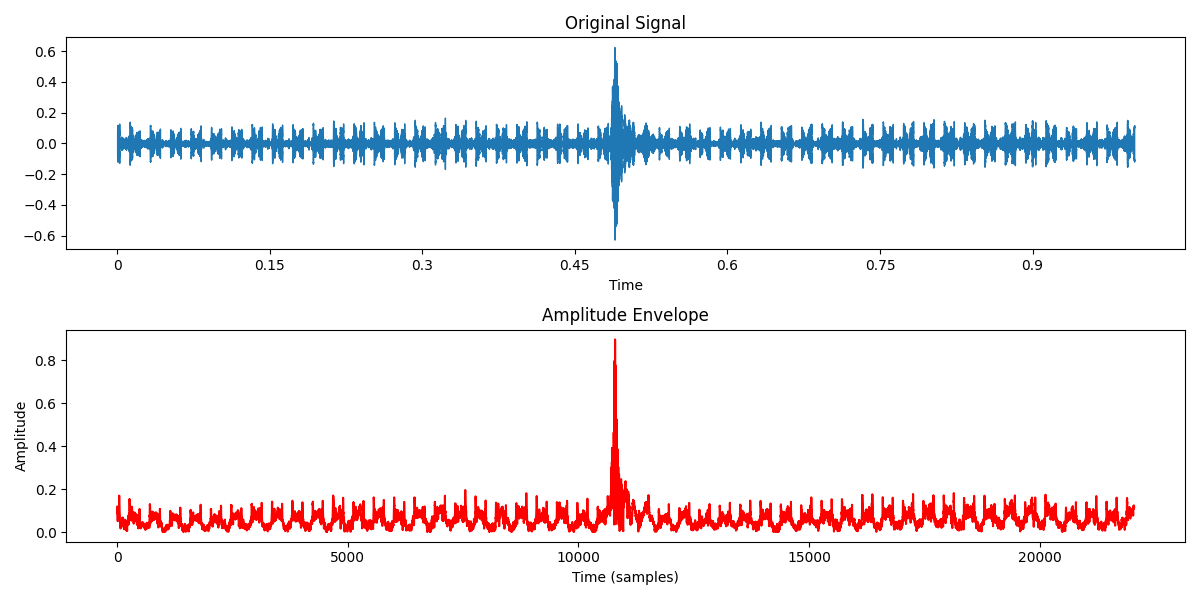 Original Signal
0.6
0.4
0.2
0.0
−0.2
−0.4
−0.6
0 0.15 0.3 0.45 0.6 0.75 0.9
Time
Amplitude Envelope
Amplitude
0.8
0.6
0.4
0.2
0.0
0 5000 10000 15000 20000
Time (samples)